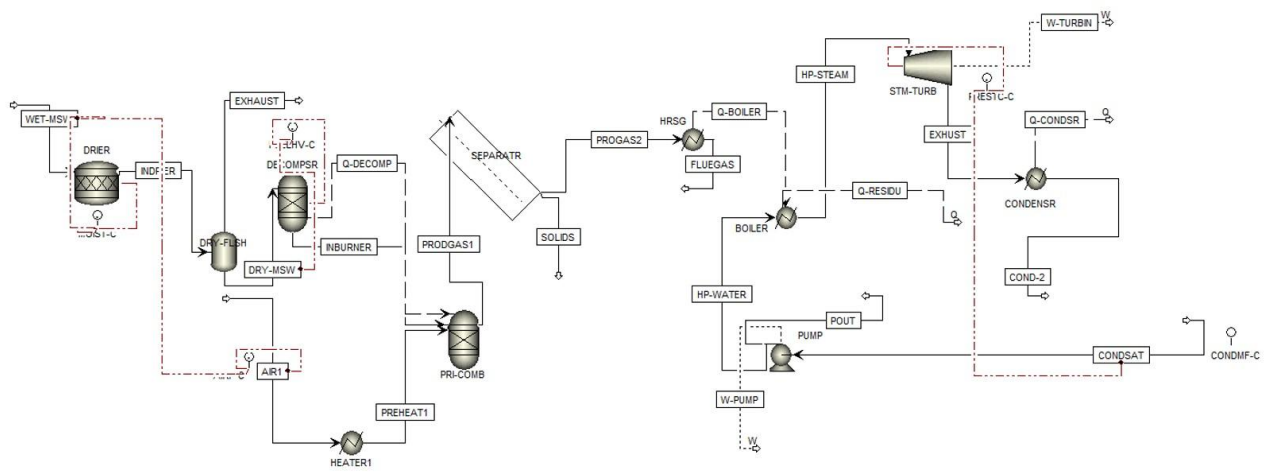 W-TURBIN
W
HP-STEAM
STM-TURB
EXHAUST
WET-MSW
HRSG
Q-BOILER
Q-CONDSR
Q
EXHUST
DRIER
Q-DECOMP
SEPARATR
PROGAS2
INDRIER
FLUEGAS
Q-RESIDU
Q
CONDENSR
BOILER
DRY-FLSH
INBURNER
PRODGAS1
SOLIDS
DRY-MSW
COND-2
HP-WATER
POUT
PUMP
CONDSAT
CONDMF-C
AIR1
PRI-COMB
W-PUMP
PREHEAT1
W
HEATER1